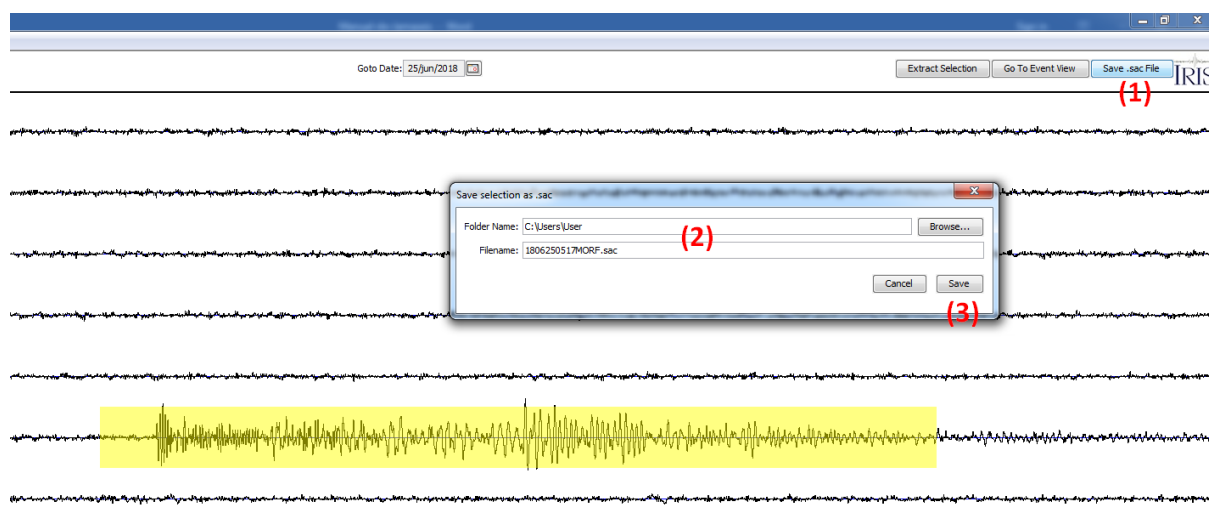 Goto Date: 25/jun/2018 Extract Selection Go To Event View Save .sac File IRIS
(1)
Save selection as .sac
Folder Name: C:\Users\User Browse...
(2)
Filename: 1806250517MORF.sac
Cancel Save
(3)